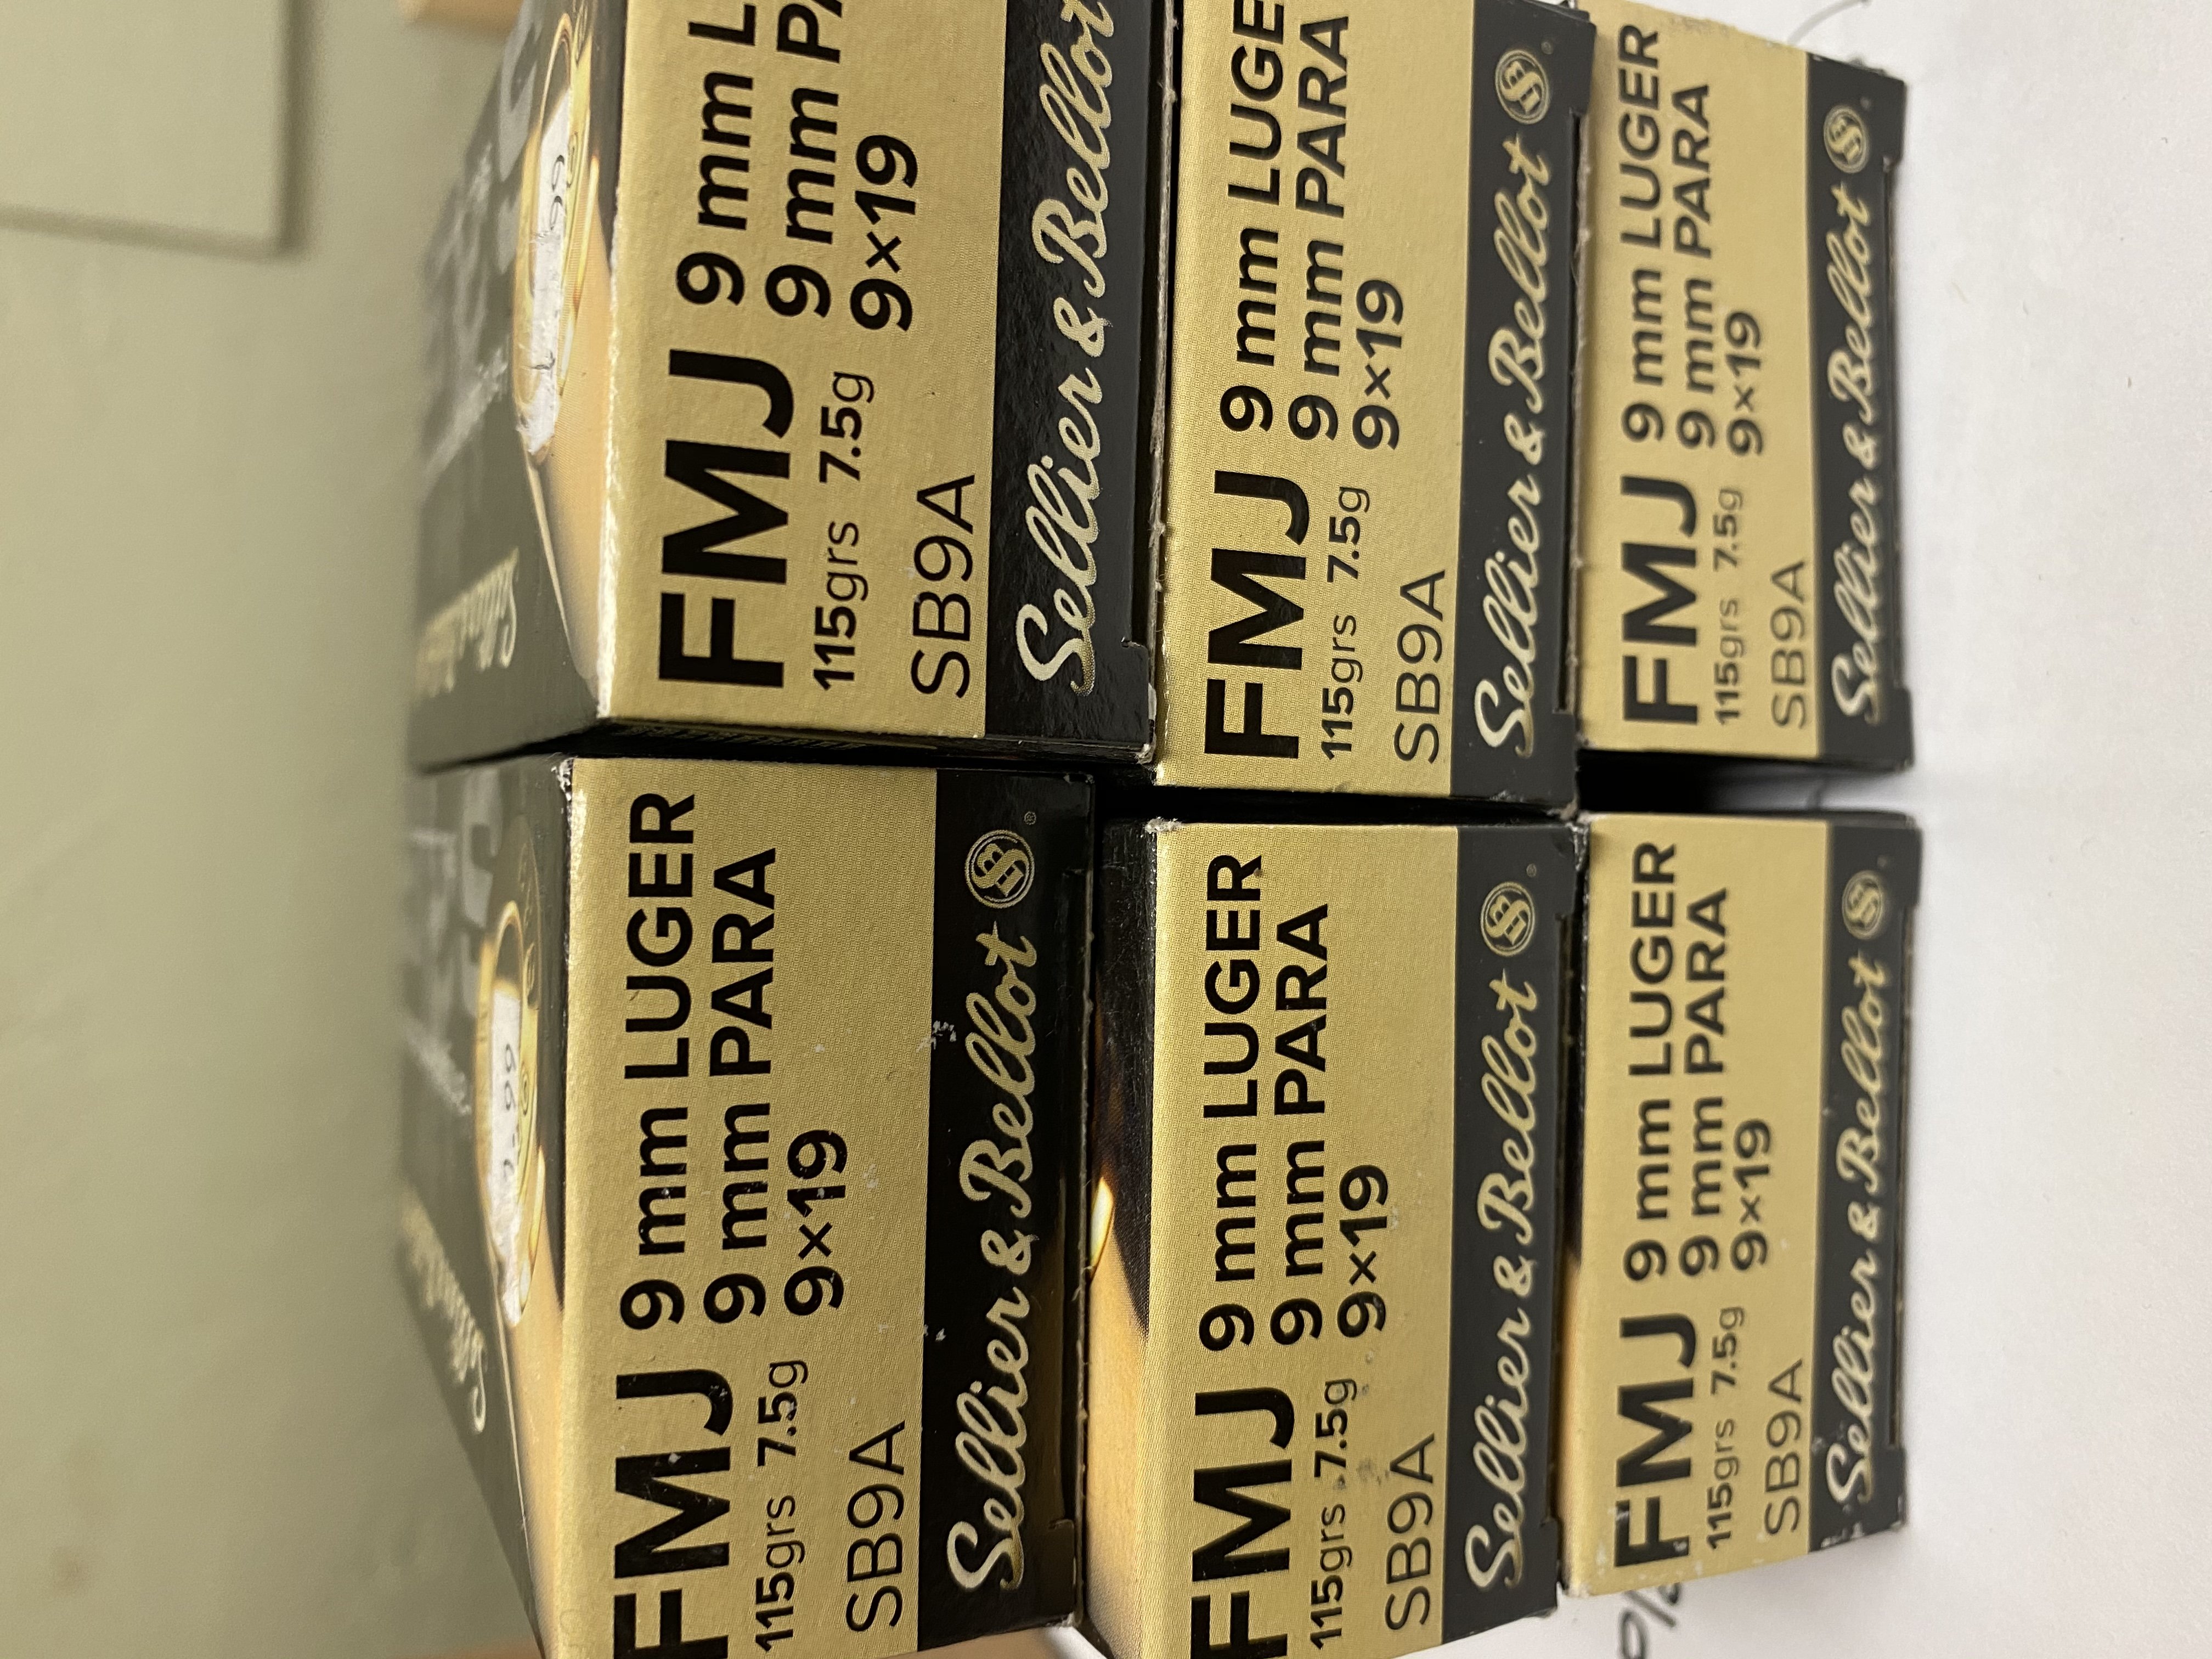 FMJ 9 mm LUGER
115grs 7.5g 9 mm PARA
9×19
SB9A
Sellier & Bellot
FMJ 9 mm L
115grs 7.5g 9 mm PA
9×19
SB9A
Sellier & Bellot
FMJ 9 mm LUGER
115grs 7.5g 9 mm PARA
9×19
SB9A
Sellier & Bellot
FMJ 9 mm LUGE
115grs 7.5g 9 mm PARA
9×19
SB9A
Sellier & Bellot
FMJ 9 mm LUGER
115grs 7.5g 9 mm PARA
9×19
SB9A
Sellier & Bellot
FMJ 9 mm LUGER
115grs 7.5g 9 mm PARA
9×19
SB9A
Sellier & Bellot